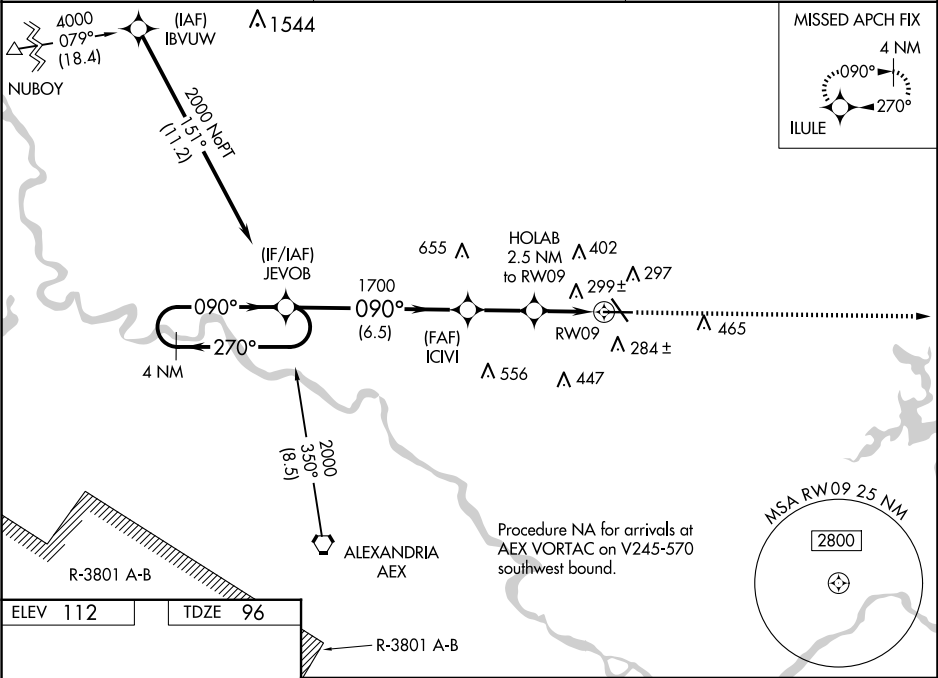 4000
079°
(18.4)
NUBOY
(IAF)
IBVUW
1544
2000 NoPT
151°
(11.2)
MISSED APCH FIX
4 NM
090°
270°
ILULE
(IF/IAF)
JEVOB
090°
270°
4 NM
1700
090°
(6.5)
655
(FAF)
ICIVI
HOLAB
2.5 NM
to RW09
402
299±
297
RW09
284±
465
556
447
2000
350°
(8.5)
ALEXANDRIA
AEX
Procedure NA for arrivals at
AEX VORTAC on V245-570
southwest bound.
MSA RW09 25 NM
2800
R-3801 A-B
ELEV 112
TDZE 96
R-3801 A-B